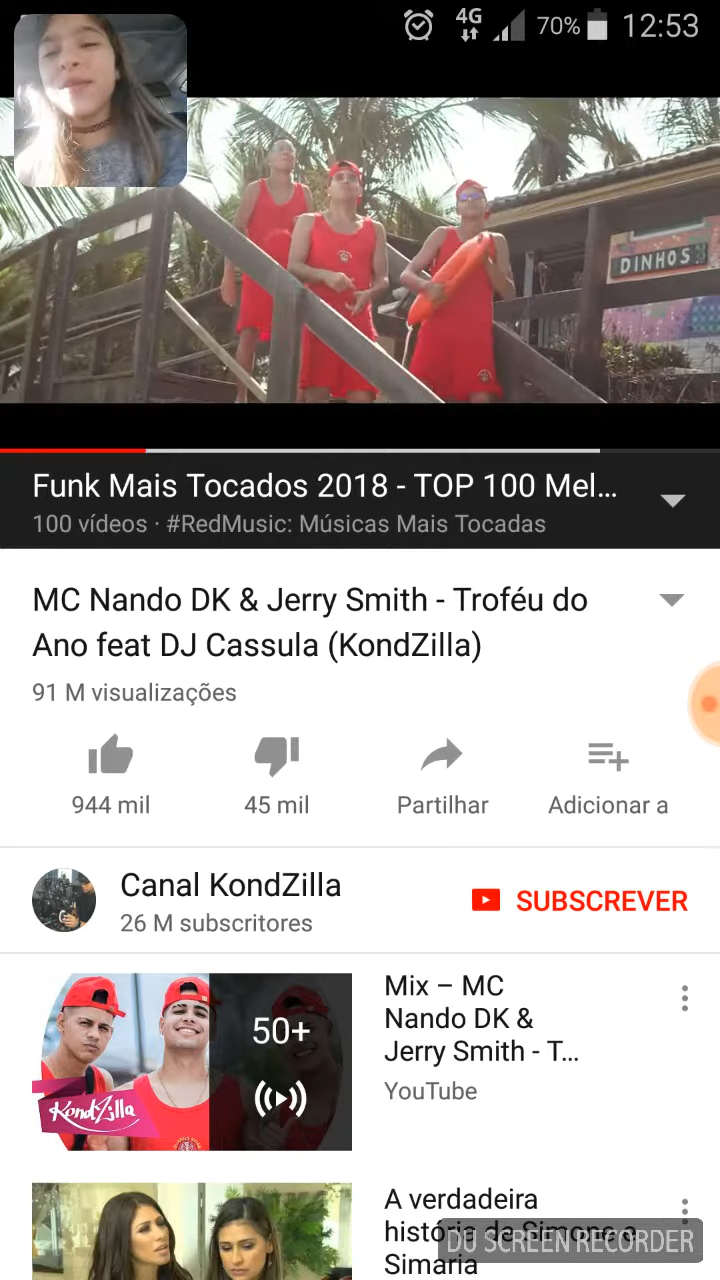 4G 70% 12:53
DINHOS
Funk Mais Tocados 2018 - TOP 100 Mel...
100 vídeos · #RedMusic: Músicas Mais Tocadas
MC Nando DK & Jerry Smith - Troféu do
Ano feat DJ Cassula (KondZilla)
91 M visualizações
944 mil
45 mil
Partilhar
Adicionar a
Canal KondZilla
26 M subscritores
SUBSCREVER
50+
KondZilla
Mix – MC
Nando DK &
Jerry Smith - T...
YouTube
A verdadeira
história de Simone e
Simaria
DU SCREEN RECORDER